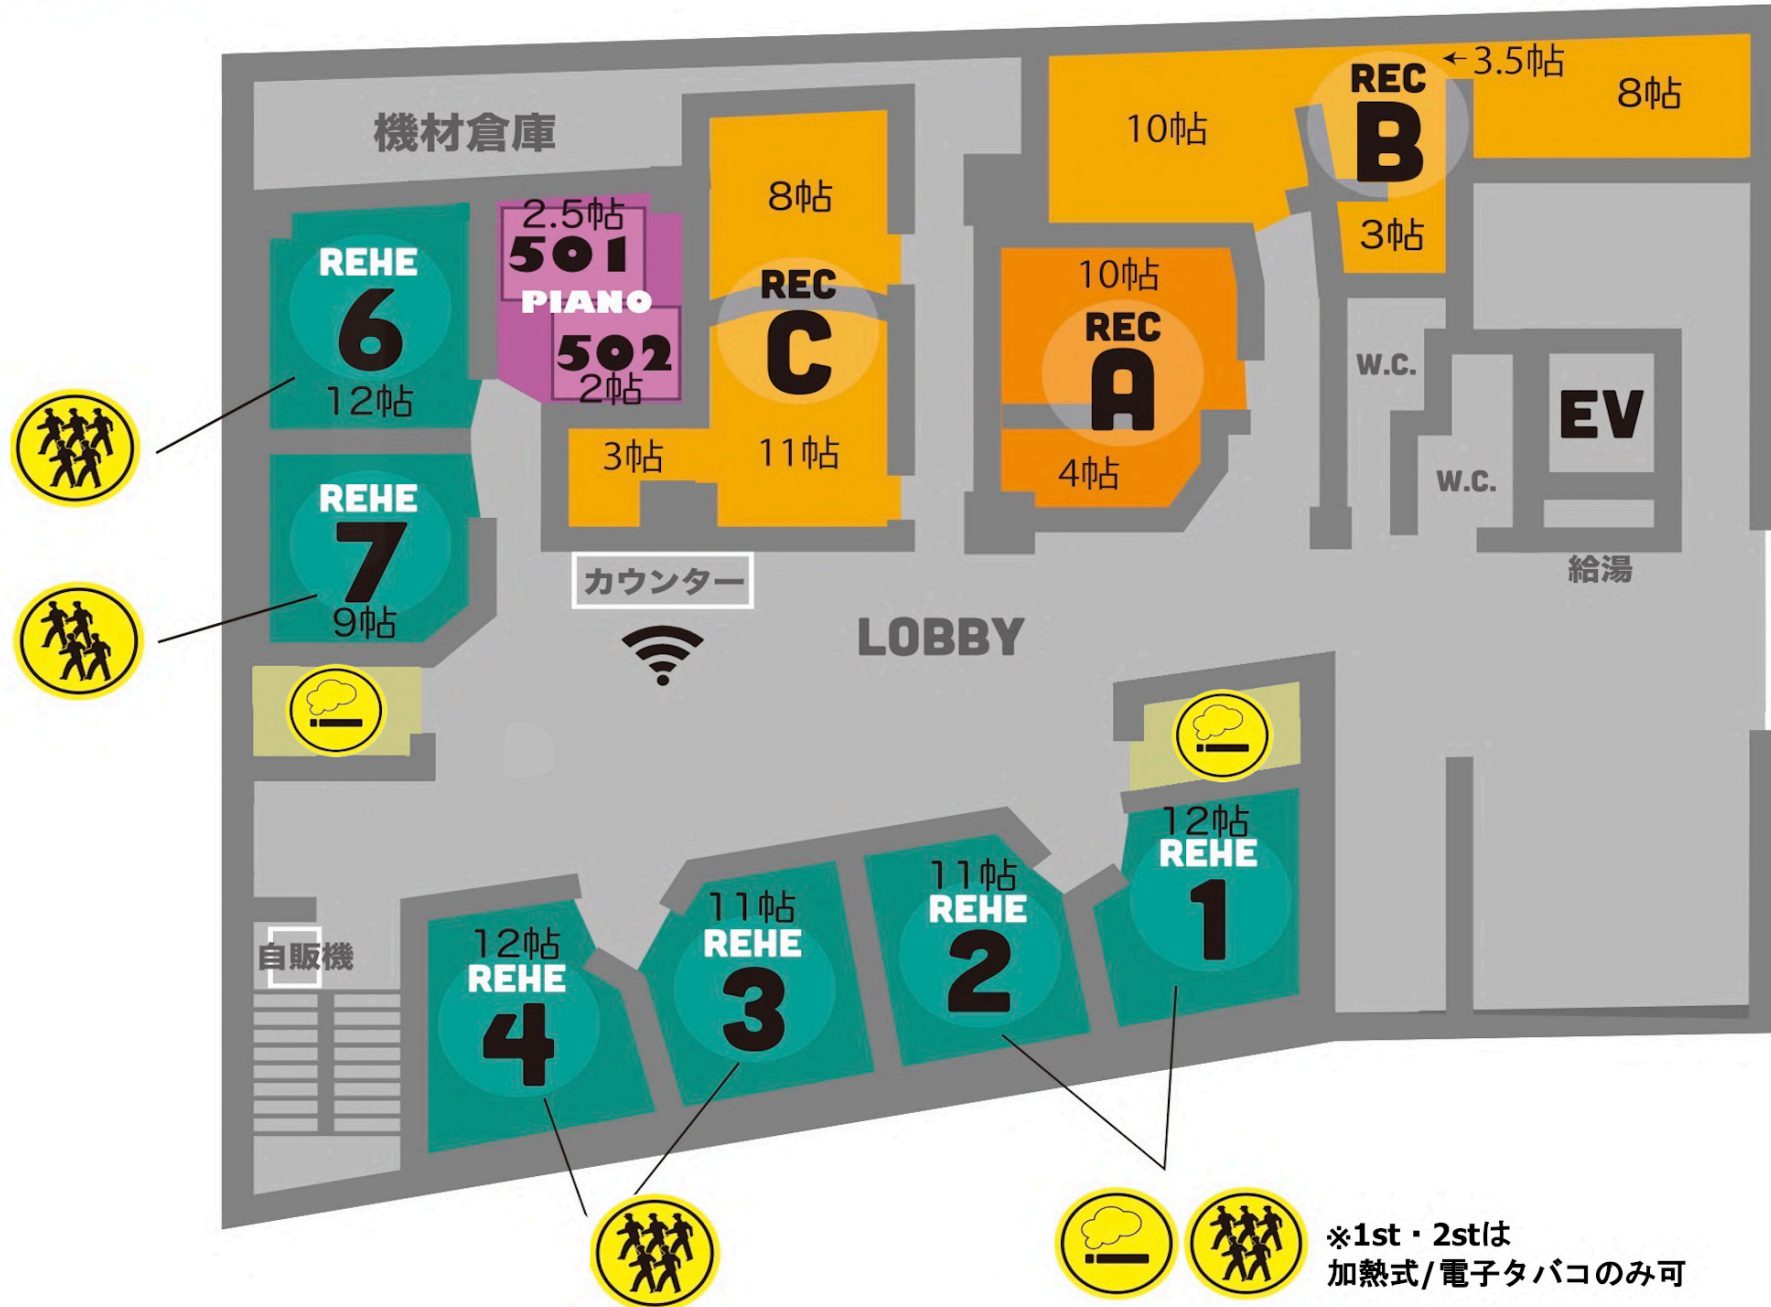 ←3.5帖
REC
B
8帖
10帖
3帖
機材倉庫
8帖
REC
C
3帖
11帖
2.5帖
501
PIANO
502
2帖
REHE
6
12帖
10帖
REC
A
4帖
W.C.
EV
W.C.
給湯
REHE
7
9帖
カウンター
LOBBY
12帖
REHE
1
11帖
REHE
2
11帖
REHE
3
12帖
REHE
4
自販機
※1st・2stは
加熱式/電子タバコのみ可